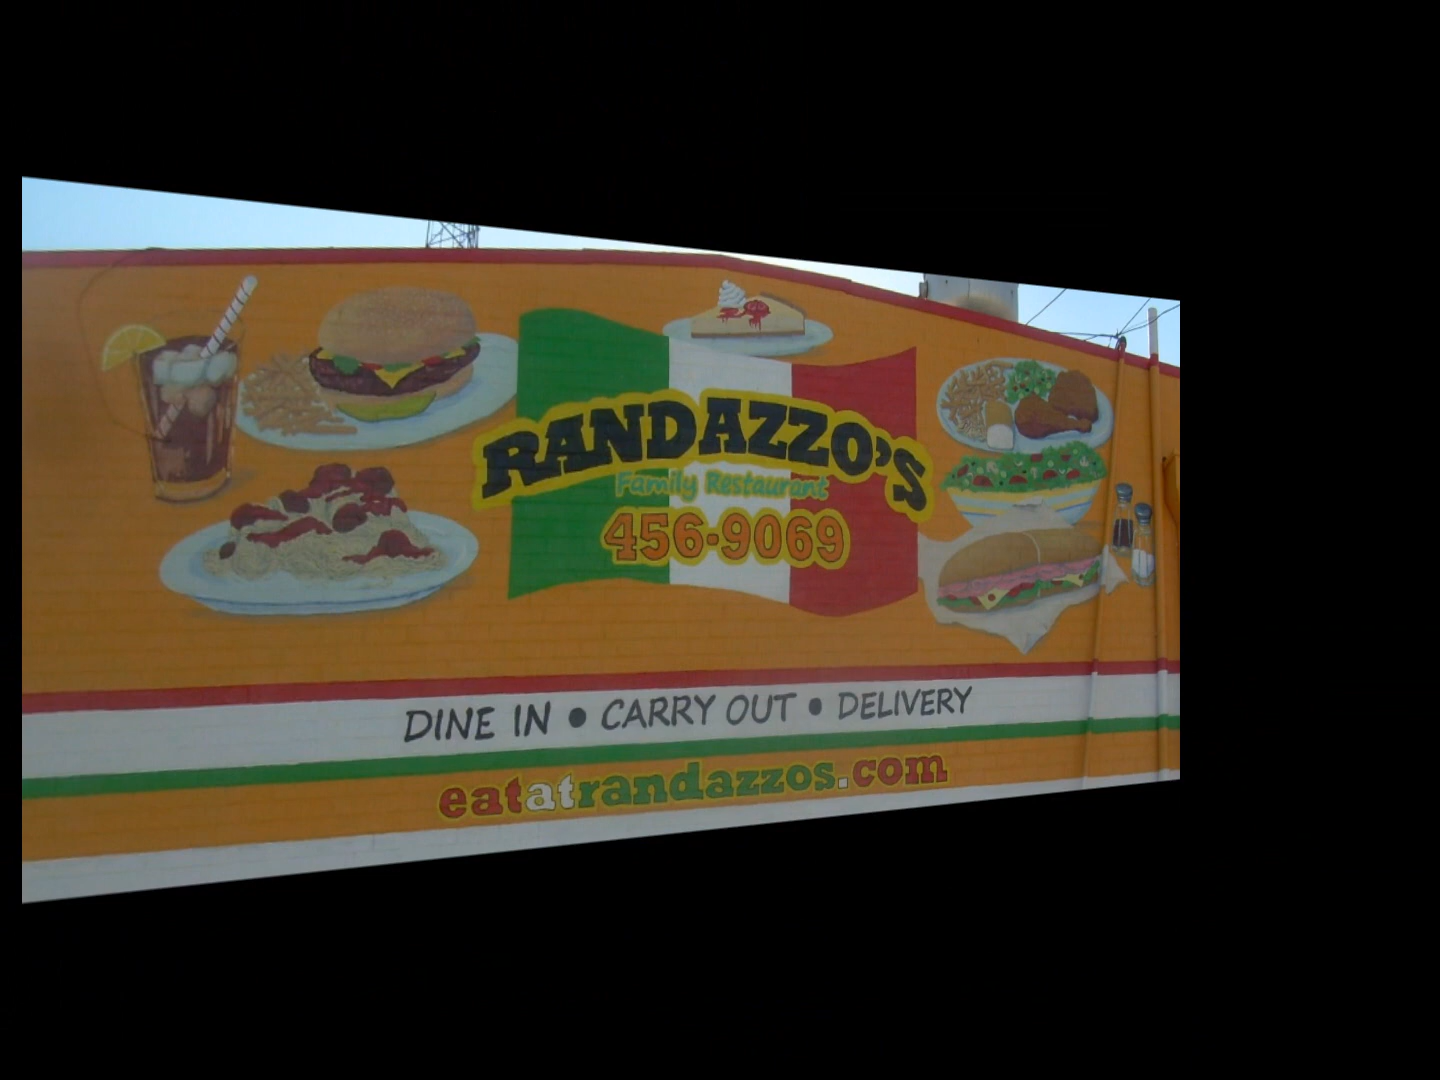 RANDAZZO'S
Family Restaurant
456-9069
DINE IN • CARRY OUT • DELIVERY
eatatrandazzos.com